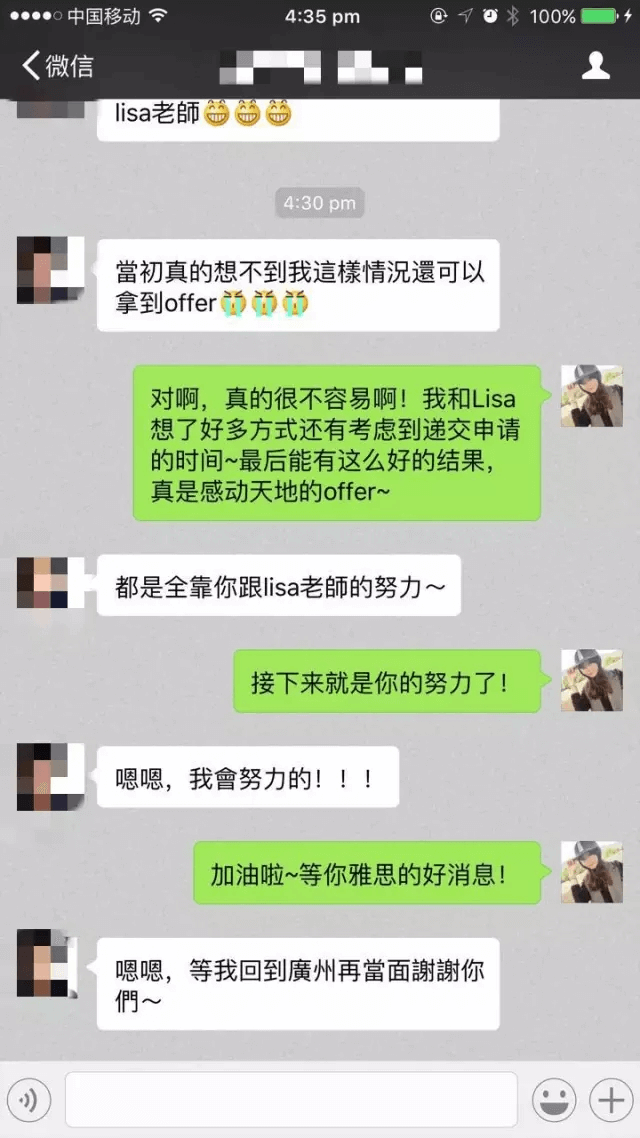 中国移动
4:35 pm
100%
微信
lisa老師😁😁😁
4:30 pm
當初真的想不到我這樣情況還可以
拿到offer😭😭😭
对啊，真的很不容易啊！我和Lisa
想了好多方式还有考虑到递交申请
的时间~最后能有这么好的结果，
真是感动天地的offer~
都是全靠你跟lisa老師的努力～
接下来就是你的努力了！
嗯嗯，我會努力的！！！
加油啦~等你雅思的好消息！
嗯嗯，等我回到廣州再當面謝謝你
們～